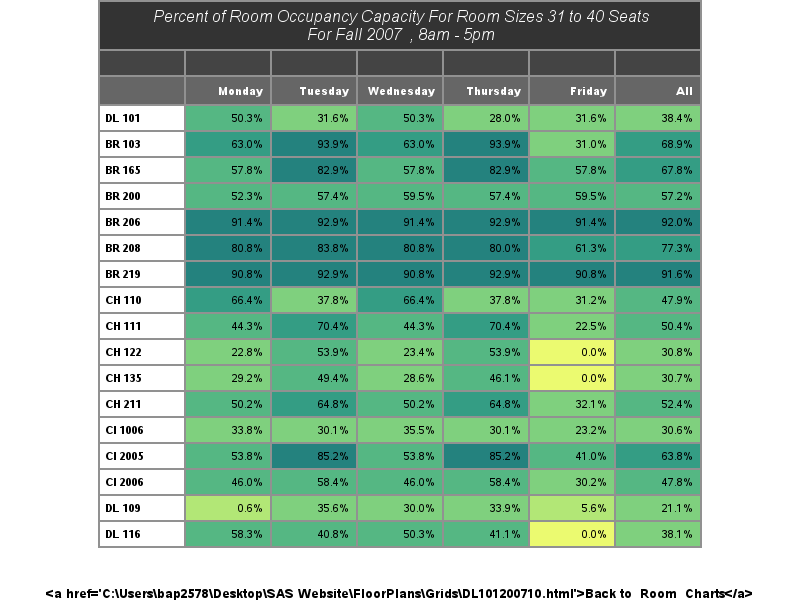 Percent of Room Occupancy Capacity For Room Sizes 31 to 40 Seats
For Fall 2007 , 8am - 5pm
Monday Tuesday Wednesday Thursday Friday All
DL 101 50.3% 31.6% 50.3% 28.0% 31.6% 38.4%
BR 103 63.0% 93.9% 63.0% 93.9% 31.0% 68.9%
BR 165 57.8% 82.9% 57.8% 82.9% 57.8% 67.8%
BR 200 52.3% 57.4% 59.5% 57.4% 59.5% 57.2%
BR 206 91.4% 92.9% 91.4% 92.9% 91.4% 92.0%
BR 208 80.8% 83.8% 80.8% 80.0% 61.3% 77.3%
BR 219 90.8% 92.9% 90.8% 92.9% 90.8% 91.6%
CH 110 66.4% 37.8% 66.4% 37.8% 31.2% 47.9%
CH 111 44.3% 70.4% 44.3% 70.4% 22.5% 50.4%
CH 122 22.8% 53.9% 23.4% 53.9% 0.0% 30.8%
CH 135 29.2% 49.4% 28.6% 46.1% 0.0% 30.7%
CH 211 50.2% 64.8% 50.2% 64.8% 32.1% 52.4%
CI 1006 33.8% 30.1% 35.5% 30.1% 23.2% 30.6%
CI 2005 53.8% 85.2% 53.8% 85.2% 41.0% 63.8%
CI 2006 46.0% 58.4% 46.0% 58.4% 30.2% 47.8%
DL 109 0.6% 35.6% 30.0% 33.9% 5.6% 21.1%
DL 116 58.3% 40.8% 50.3% 41.1% 0.0% 38.1%
<a href='C:\Users\bap2578\Desktop\SAS Website\FloorPlans\Grids\DL101200710.html'>Back to Room Charts</a>